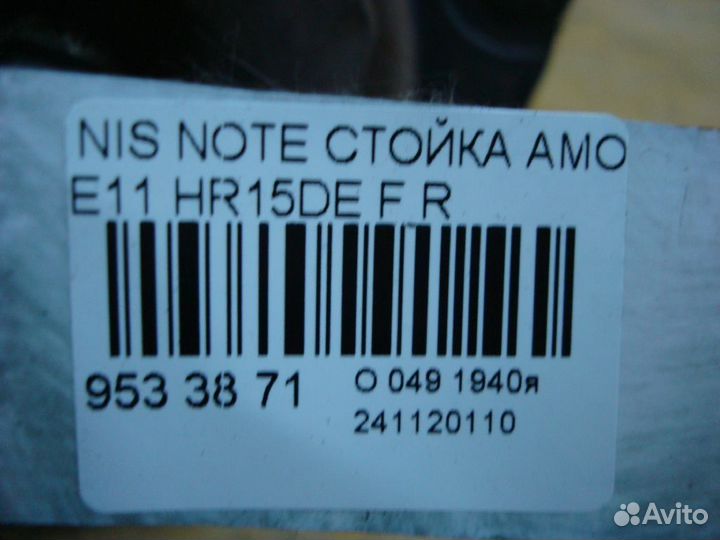 NIS NOTE СТОЙКА АМО
E11 HR15DE F R
953 38 71
О 049 1940я
241120110
Avito